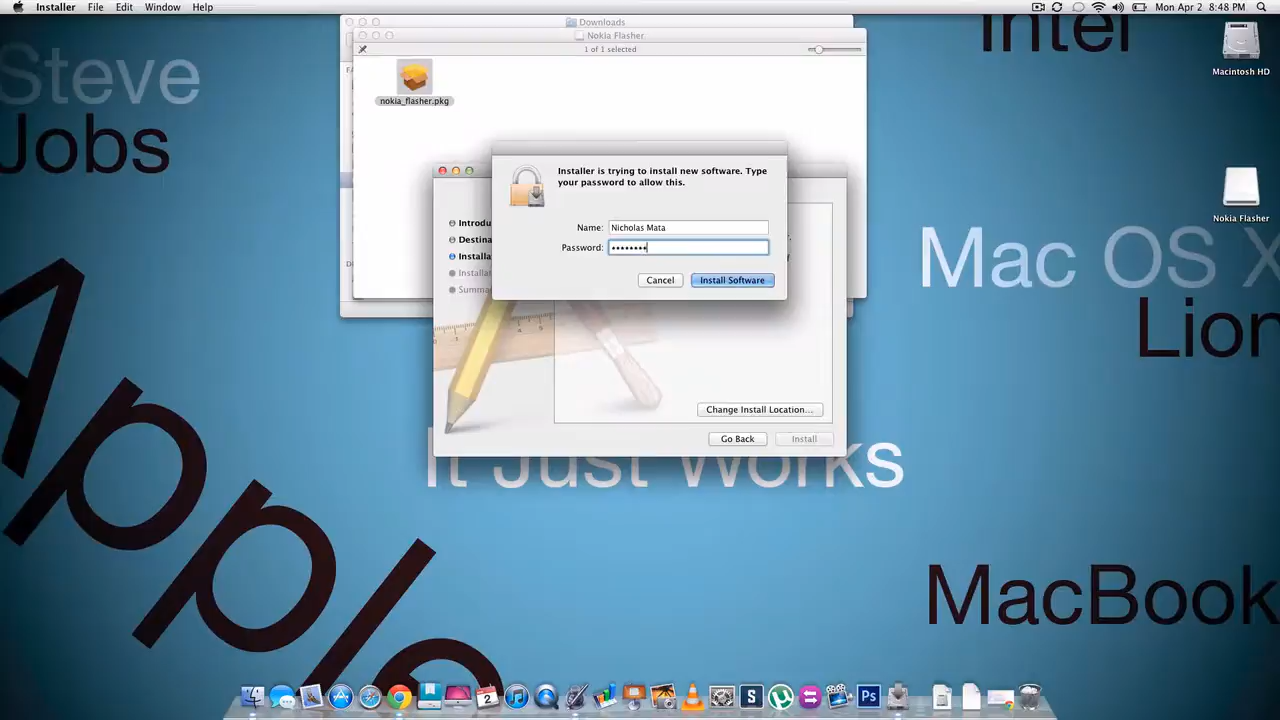 Installer File Edit Window Help
Mon Apr 2 8:48 PM
Downloads
Nokia Flasher
1 of 1 selected
nokia_flasher.pkg
Macintosh HD
Nokia Flasher
Installer is trying to install new software. Type
your password to allow this.
Name: Nicholas Mata
Password: ••••••••
Cancel Install Software
Introdu
Destina
Installa
Installat
Summa
Change Install Location...
Go Back Install
Steve
Jobs
Intel
Mac OS X
Lion
Apple
It Just Works
MacBook
2
S
Ps